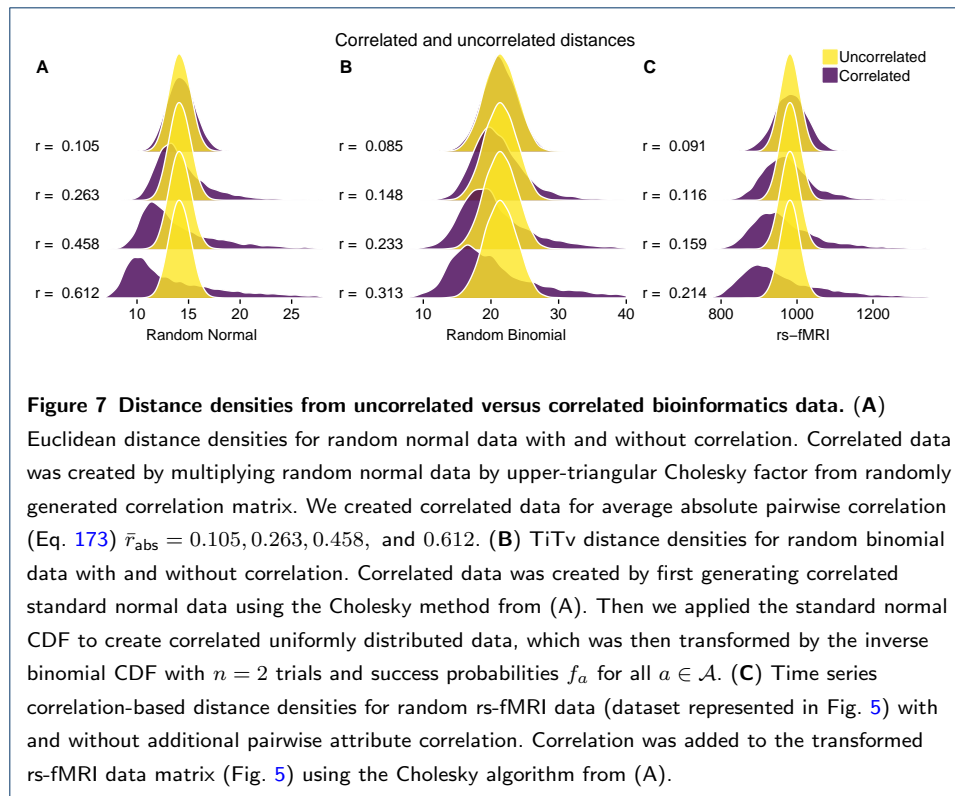 Correlated and uncorrelated distances
A
B
C
Uncorrelated
Correlated
r = 0.105
r = 0.263
r = 0.458
r = 0.612
10 15 20 25
Random Normal
r = 0.085
r = 0.148
r = 0.233
r = 0.313
10 20 30 40
Random Binomial
r = 0.091
r = 0.116
r = 0.159
r = 0.214
800 1000 1200
rs−fMRI
Figure 7 Distance densities from uncorrelated versus correlated bioinformatics data. (A)
Euclidean distance densities for random normal data with and without correlation. Correlated data
was created by multiplying random normal data by upper-triangular Cholesky factor from randomly
generated correlation matrix. We created correlated data for average absolute pairwise correlation
(Eq. 173) r̄_abs = 0.105, 0.263, 0.458, and 0.612. (B) TiTv distance densities for random binomial
data with and without correlation. Correlated data was created by first generating correlated
standard normal data using the Cholesky method from (A). Then we applied the standard normal
CDF to create correlated uniformly distributed data, which was then transformed by the inverse
binomial CDF with n = 2 trials and success probabilities f_a for all a ∈ 𝒜. (C) Time series
correlation-based distance densities for random rs-fMRI data (dataset represented in Fig. 5) with
and without additional pairwise attribute correlation. Correlation was added to the transformed
rs-fMRI data matrix (Fig. 5) using the Cholesky algorithm from (A).